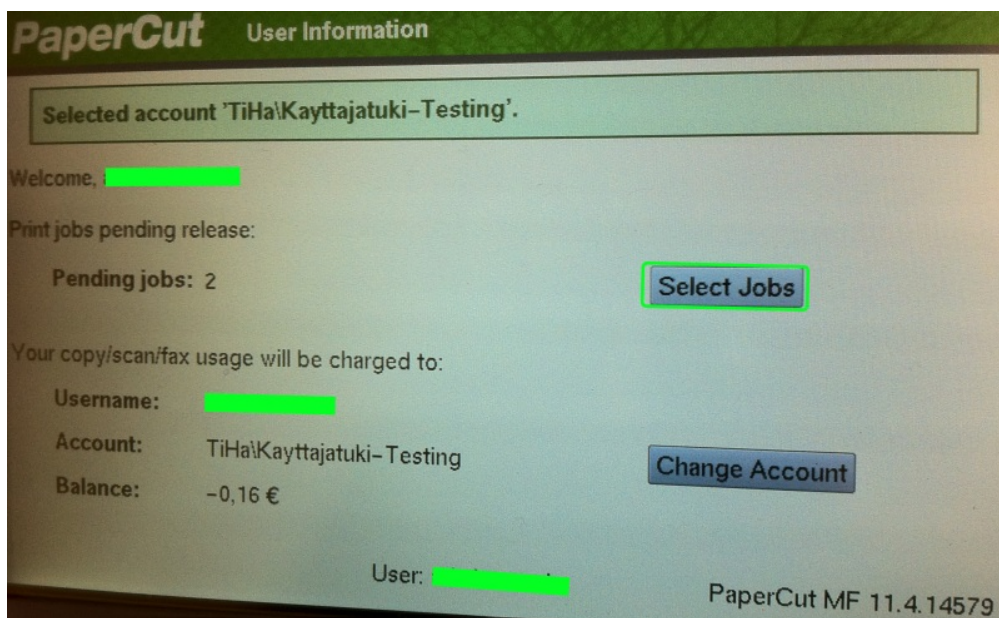 PaperCut User Information
Selected account 'TiHa\Kayttajatuki-Testing'.
Welcome,
Print jobs pending release:
Pending jobs: 2
Select Jobs
Your copy/scan/fax usage will be charged to:
Username:
Account: TiHa\Kayttajatuki-Testing
Change Account
Balance: -0,16 €
User:
PaperCut MF 11.4.14579